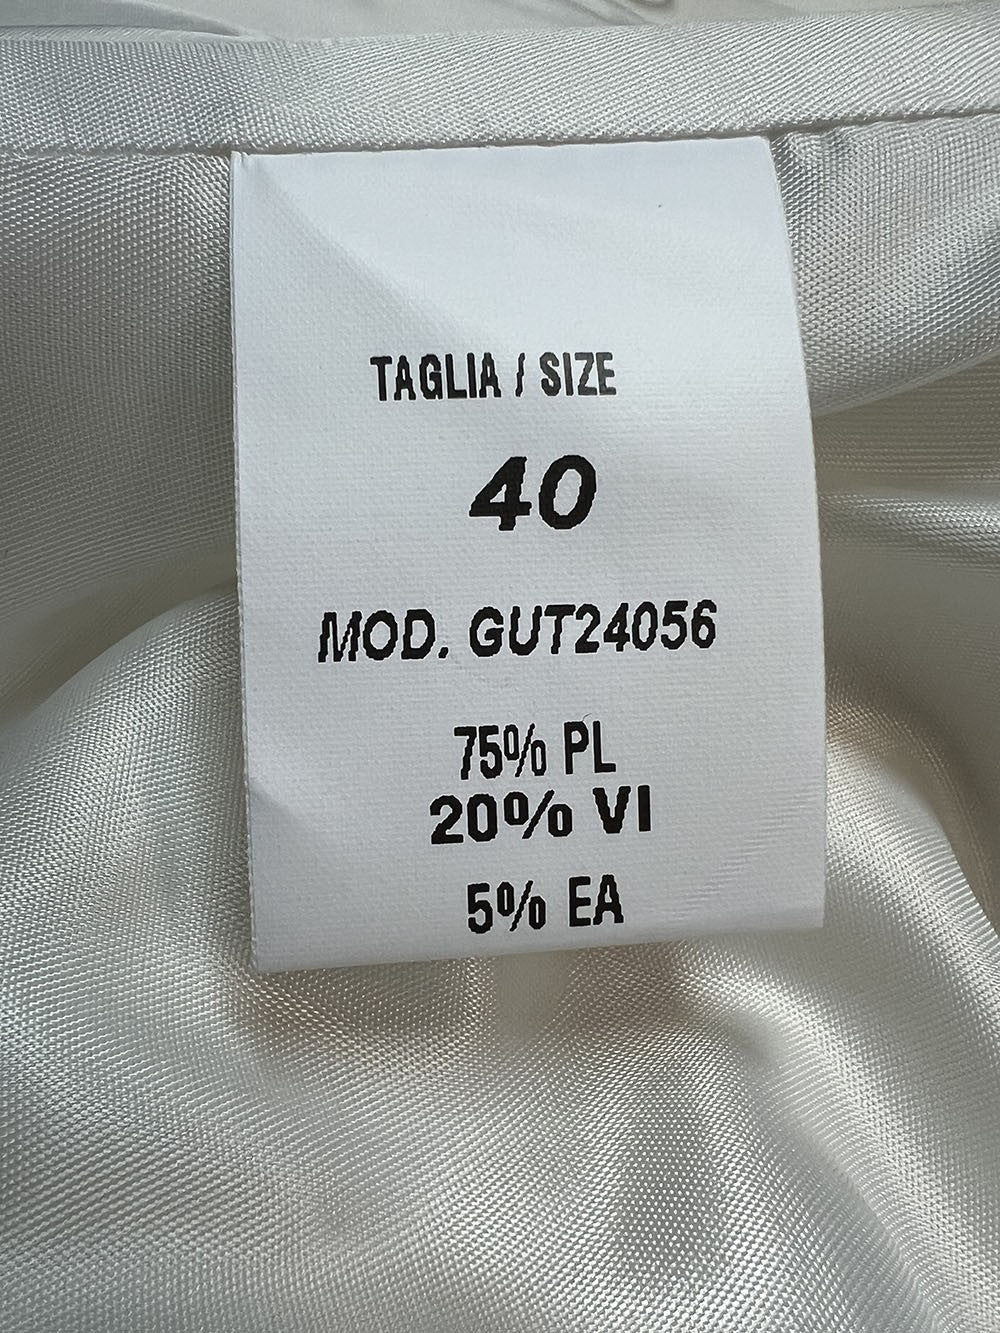 TAGLIA / SIZE
40
MOD. GUT24056
75% PL
20% VI
5% EA